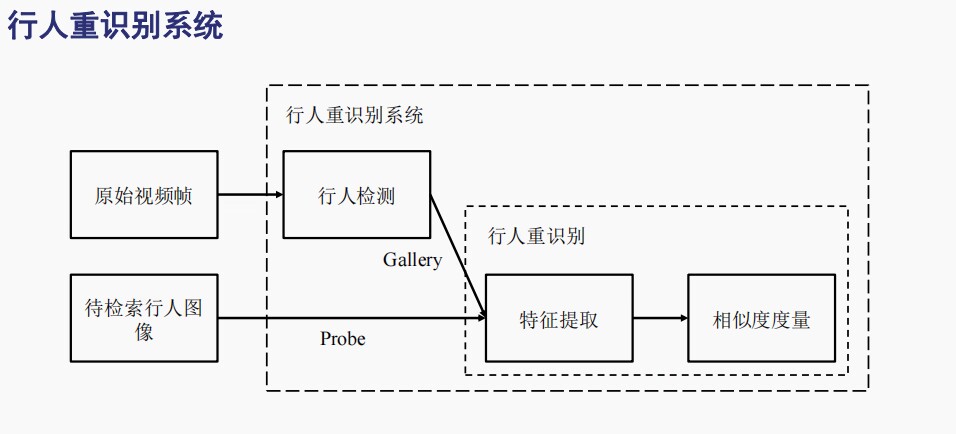 行人重识别系统
行人重识别系统
原始视频帧
行人检测
行人重识别
Gallery
待检索行人图
像
特征提取
相似度度量
Probe